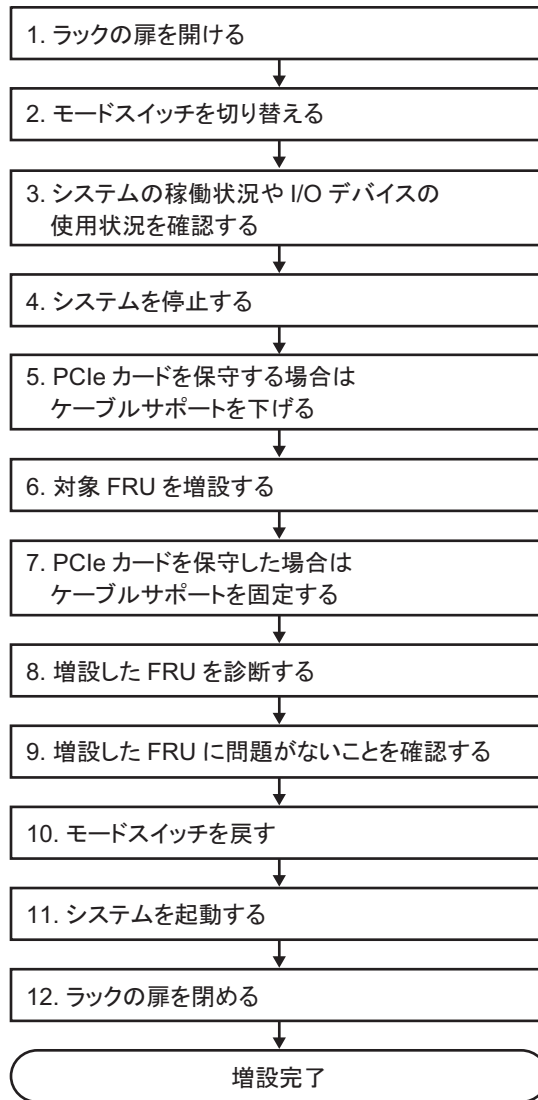 1. ラックの扉を開ける
2. モードスイッチを切り替える
3. システムの稼働状況や I/O デバイスの
使用状況を確認する
4. システムを停止する
5. PCIe カードを保守する場合は
ケーブルサポートを下げる
6. 対象 FRU を増設する
7. PCIe カードを保守した場合は
ケーブルサポートを固定する
8. 増設した FRU を診断する
9. 増設した FRU に問題がないことを確認する
10. モードスイッチを戻す
11. システムを起動する
12. ラックの扉を閉める
増設完了